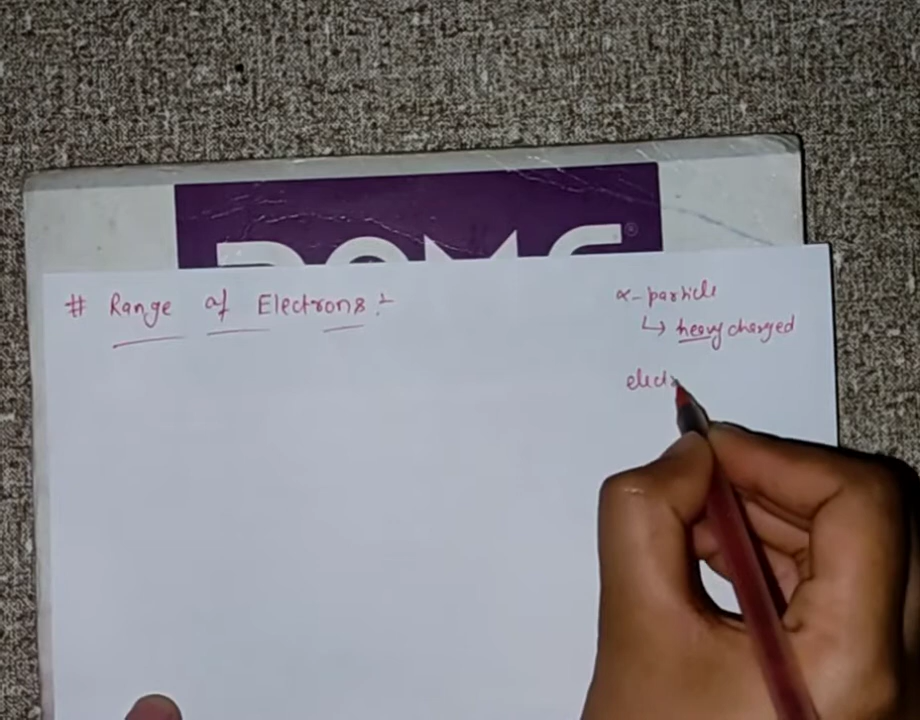 # Range of Electrons :-
α- particle
↳ heavy charged
elect